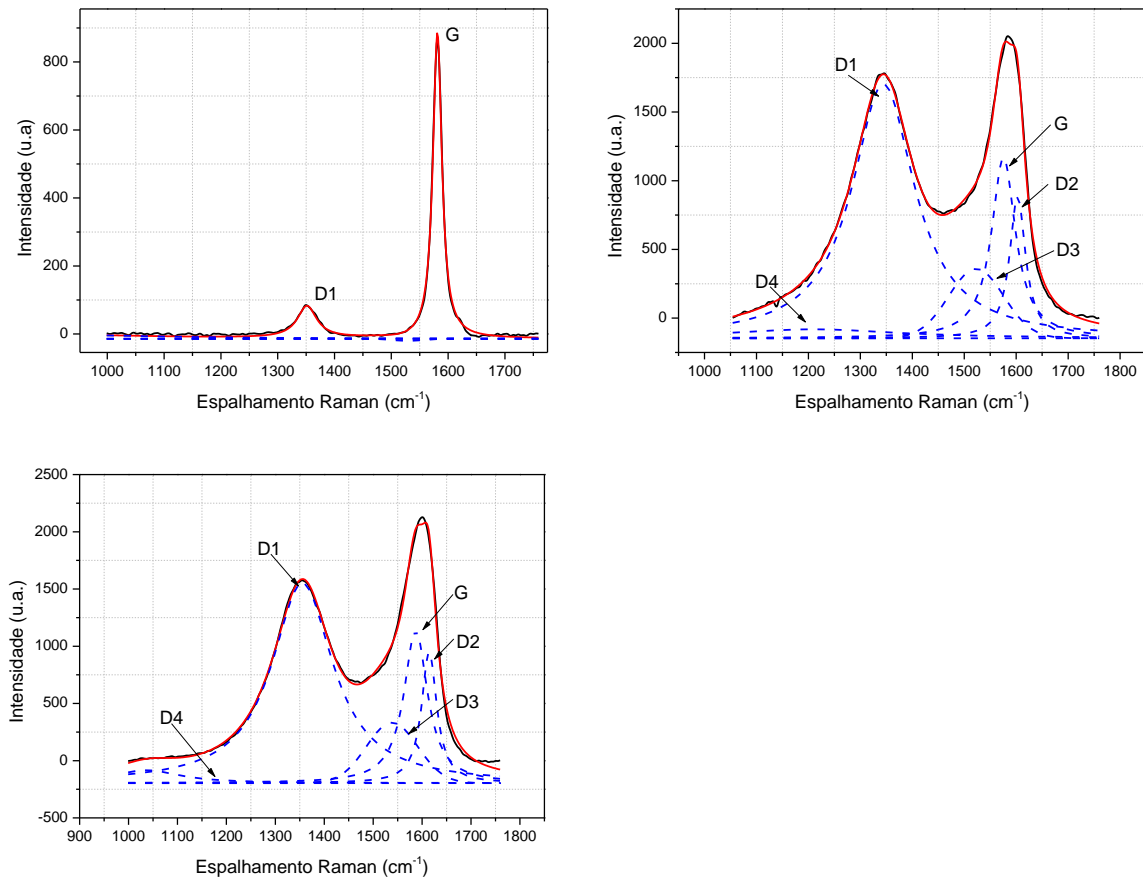 G
D1
800
600
400
200
0
Intensidade (u.a)
1000 1100 1200 1300 1400 1500 1600 1700
Espalhamento Raman (cm-1)
D1
G
D2
D3
D4
2000
1500
1000
500
0
Intensidade (u.a.)
1000 1100 1200 1300 1400 1500 1600 1700 1800
Espalhamento Raman (cm-1)
D1
G
D2
D3
D4
2500
2000
1500
1000
500
0
-500
Intensidade (u.a.)
900 1000 1100 1200 1300 1400 1500 1600 1700 1800
Espalhamento Raman (cm-1)